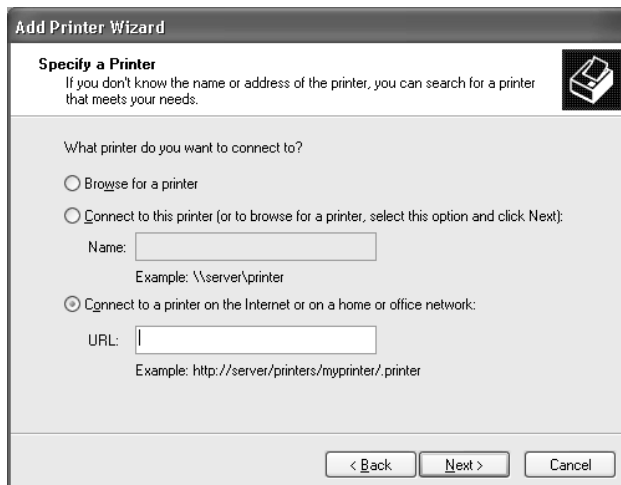 Add Printer Wizard
Specify a Printer
If you don't know the name or address of the printer, you can search for a printer
that meets your needs.
What printer do you want to connect to?
Browse for a printer
Connect to this printer (or to browse for a printer, select this option and click Next):
Name:
Example: \\server\printer
Connect to a printer on the Internet or on a home or office network:
URL:
Example: http://server/printers/myprinter/.printer
< Back Next > Cancel